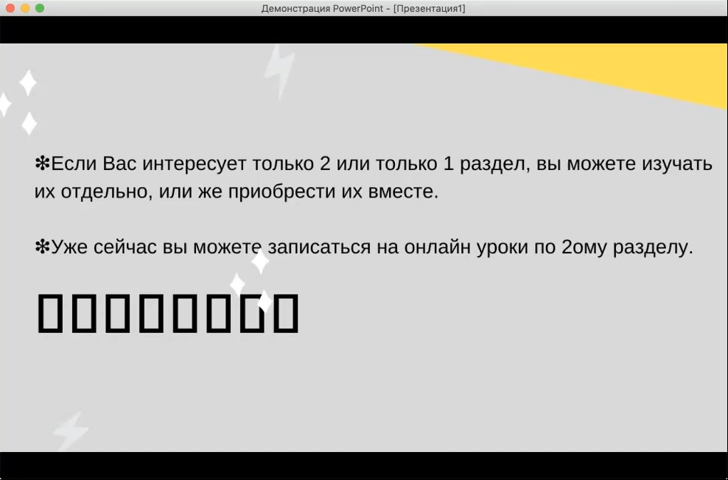 Демонстрация PowerPoint - [Презентация1]
❇Если Вас интересует только 2 или только 1 раздел, вы можете изучать
их отдельно, или же приобрести их вместе.
❇Уже сейчас вы можете записаться на онлайн уроки по 2ому разделу.